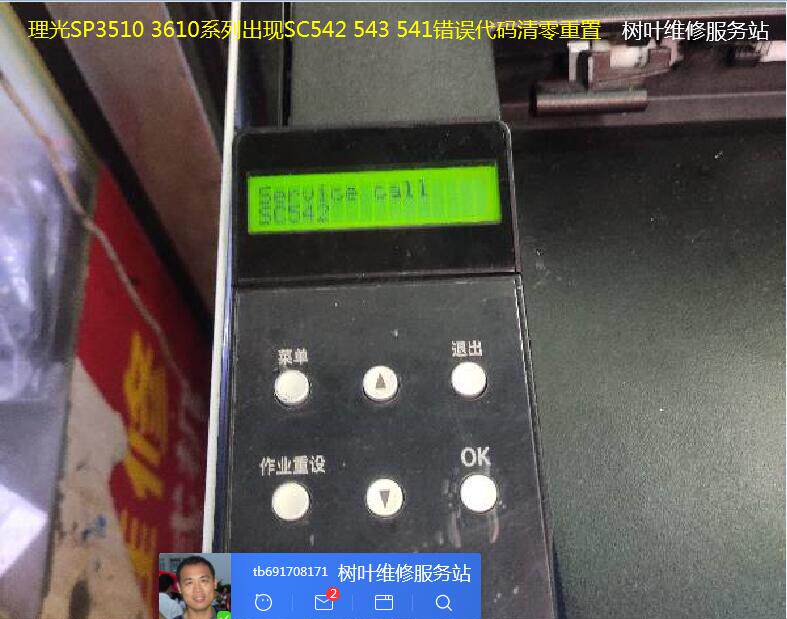 理光SP3510 3610系列出现SC542 543 541错误代码清零重置 树叶维修服务站
Service call
SC542
菜单
退出
作业重设
OK
tb691708171 树叶维修服务站
2